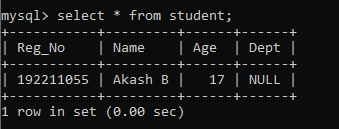 mysql> select * from student;
+-----------+---------+------+------+
| Reg_No    | Name    | Age  | Dept |
+-----------+---------+------+------+
| 192211055 | Akash B |   17 | NULL |
+-----------+---------+------+------+
1 row in set (0.00 sec)